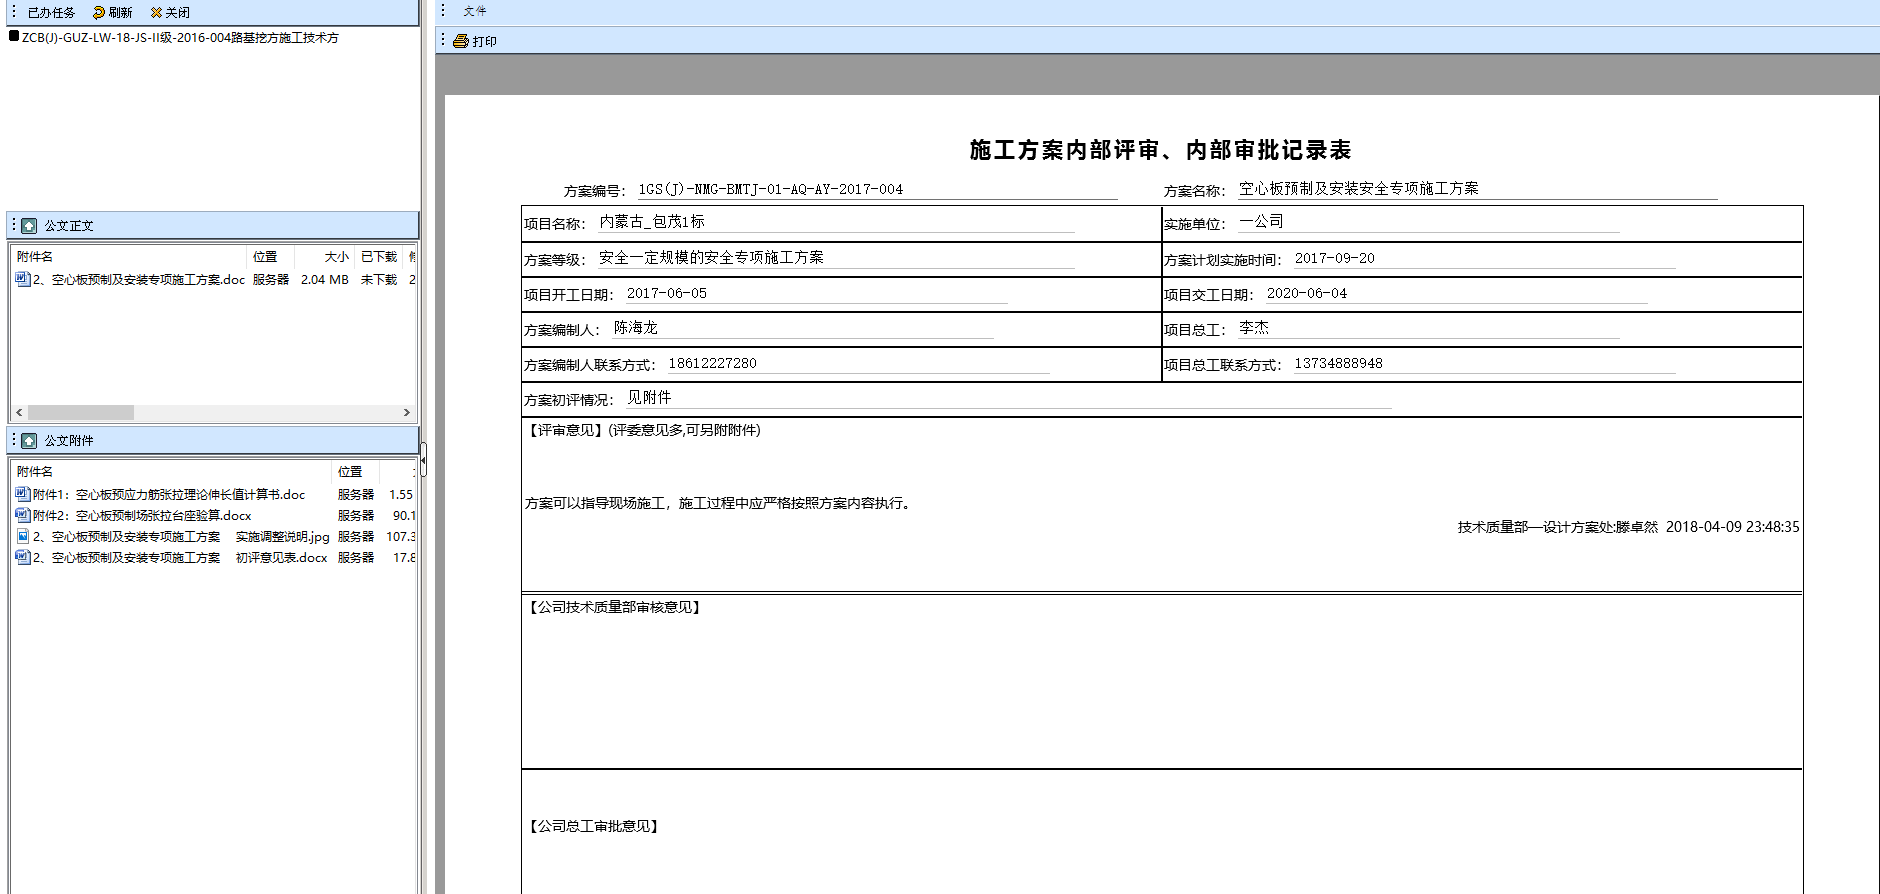 已办任务 刷新 关闭
ZCB(J)-GUZ-LW-18-JS-II级-2016-004路基挖方施工技术方
公文正文
附件名 位置 大小 已下载
2、空心板预制及安装专项施工方案.doc 服务器 2.04 MB 未下载 2
公文附件
附件名 位置
附件1：空心板预应力筋张拉理论伸长值计算书.doc 服务器 1.55
附件2：空心板预制场张拉台座验算.docx 服务器 90.1
2、空心板预制及安装专项施工方案 实施调整说明.jpg 服务器 107.3
2、空心板预制及安装专项施工方案 初评意见表.docx 服务器 17.8
文件
打印
施工方案内部评审、内部审批记录表
方案编号： 1GS(J)-NMG-BMTJ-01-AQ-AY-2017-004 方案名称： 空心板预制及安装安全专项施工方案
项目名称： 内蒙古_包茂1标 实施单位： 一公司
方案等级： 安全一定规模的安全专项施工方案 方案计划实施时间： 2017-09-20
项目开工日期： 2017-06-05 项目交工日期： 2020-06-04
方案编制人： 陈海龙 项目总工： 李杰
方案编制人联系方式： 18612227280 项目总工联系方式： 13734888948
方案初评情况： 见附件
【评审意见】(评委意见多,可另附附件)
方案可以指导现场施工，施工过程中应严格按照方案内容执行。
技术质量部—设计方案处:滕卓然 2018-04-09 23:48:35
【公司技术质量部审核意见】
【公司总工审批意见】